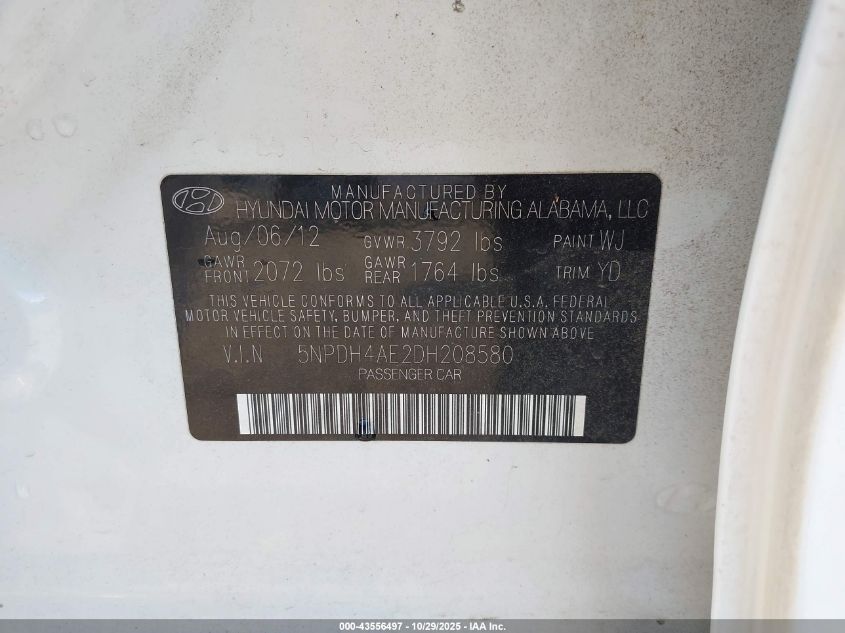 MANUFACTURED BY
HYUNDAI MOTOR MANUFACTURING ALABAMA, LLC
Aug/06/12 GVWR 3792 lbs PAINT WJ
GAWR FRONT 2072 lbs GAWR REAR 1764 lbs TRIM YD
THIS VEHICLE CONFORMS TO ALL APPLICABLE U.S.A. FEDERAL
MOTOR VEHICLE SAFETY, BUMPER, AND THEFT PREVENTION STANDARDS
IN EFFECT ON THE DATE OF MANUFACTURE SHOWN ABOVE
V.I.N 5NPDH4AE2DH208580
PASSENGER CAR
000-43556497 - 10/29/2025 - IAA Inc.